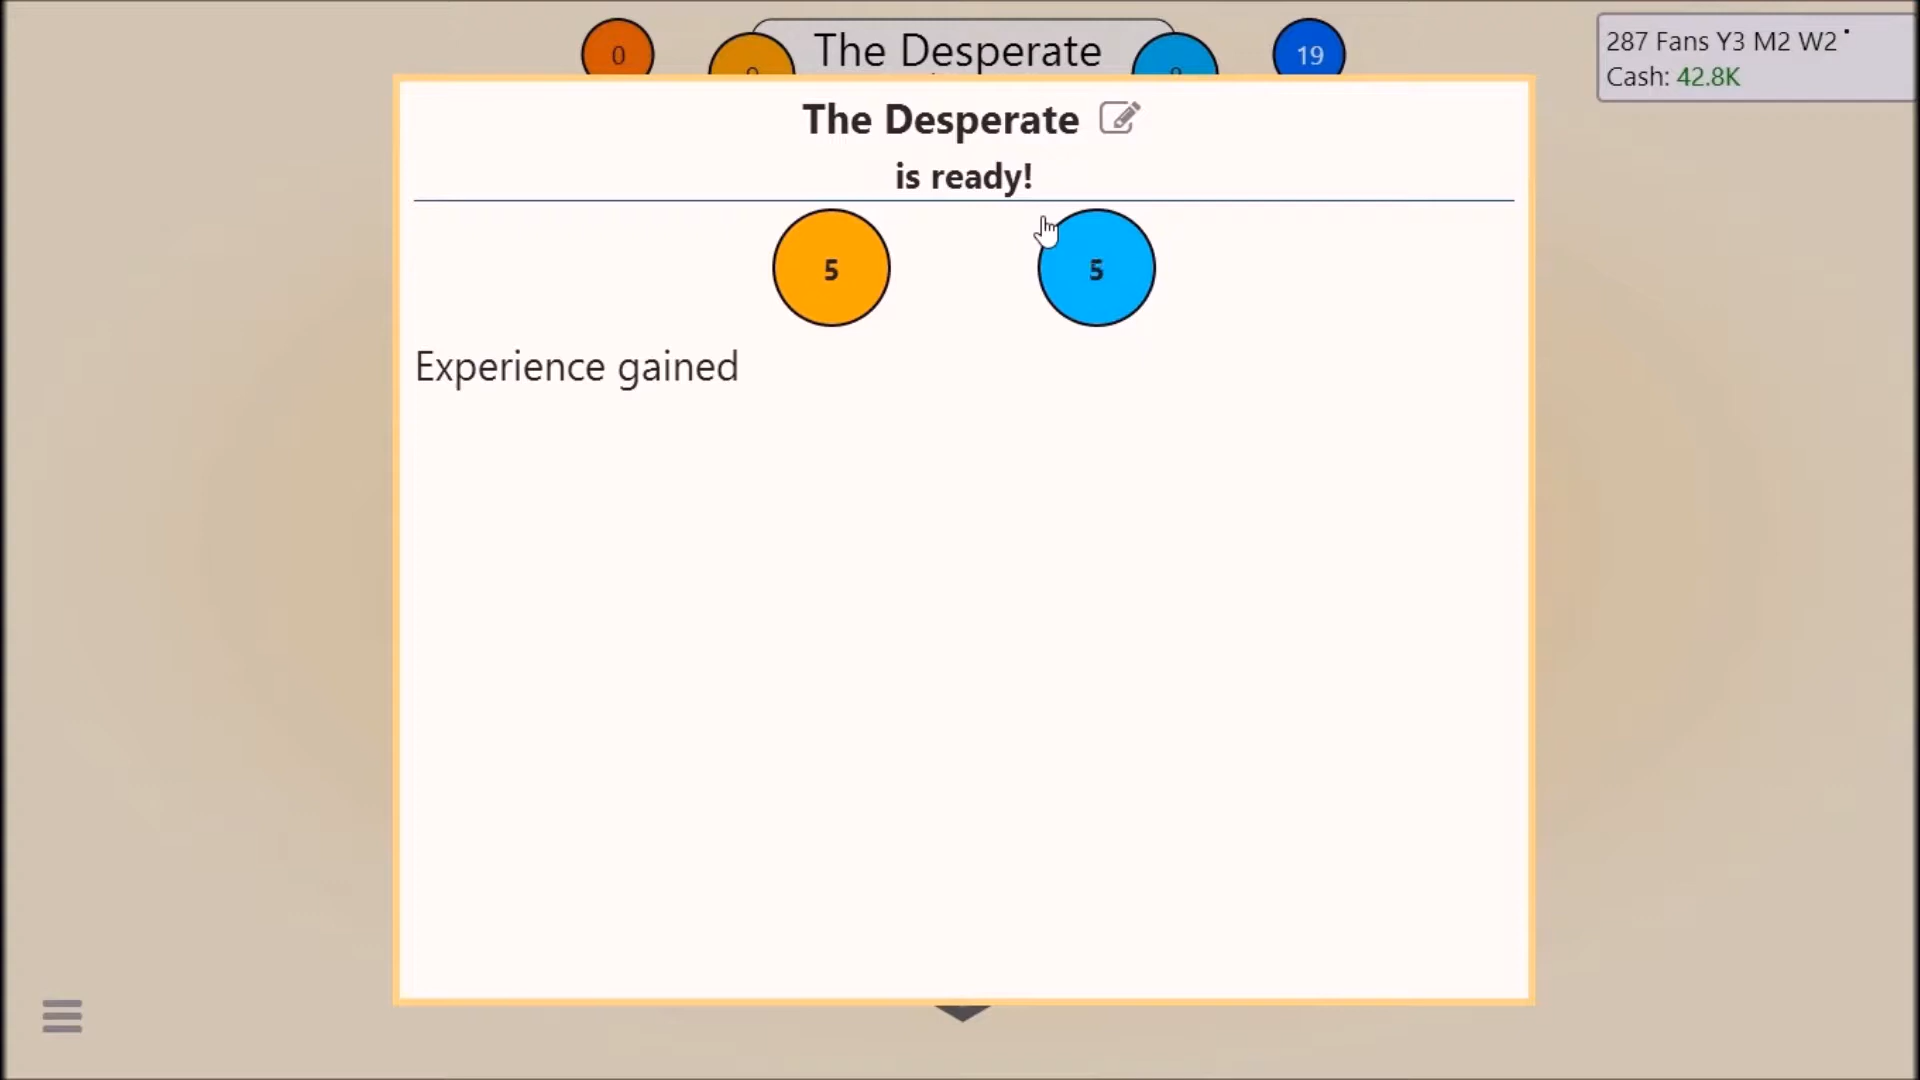 0
The Desperate
19
287 Fans Y3 M2 W2
Cash: 42.8K
The Desperate
is ready!
5
5
Experience gained